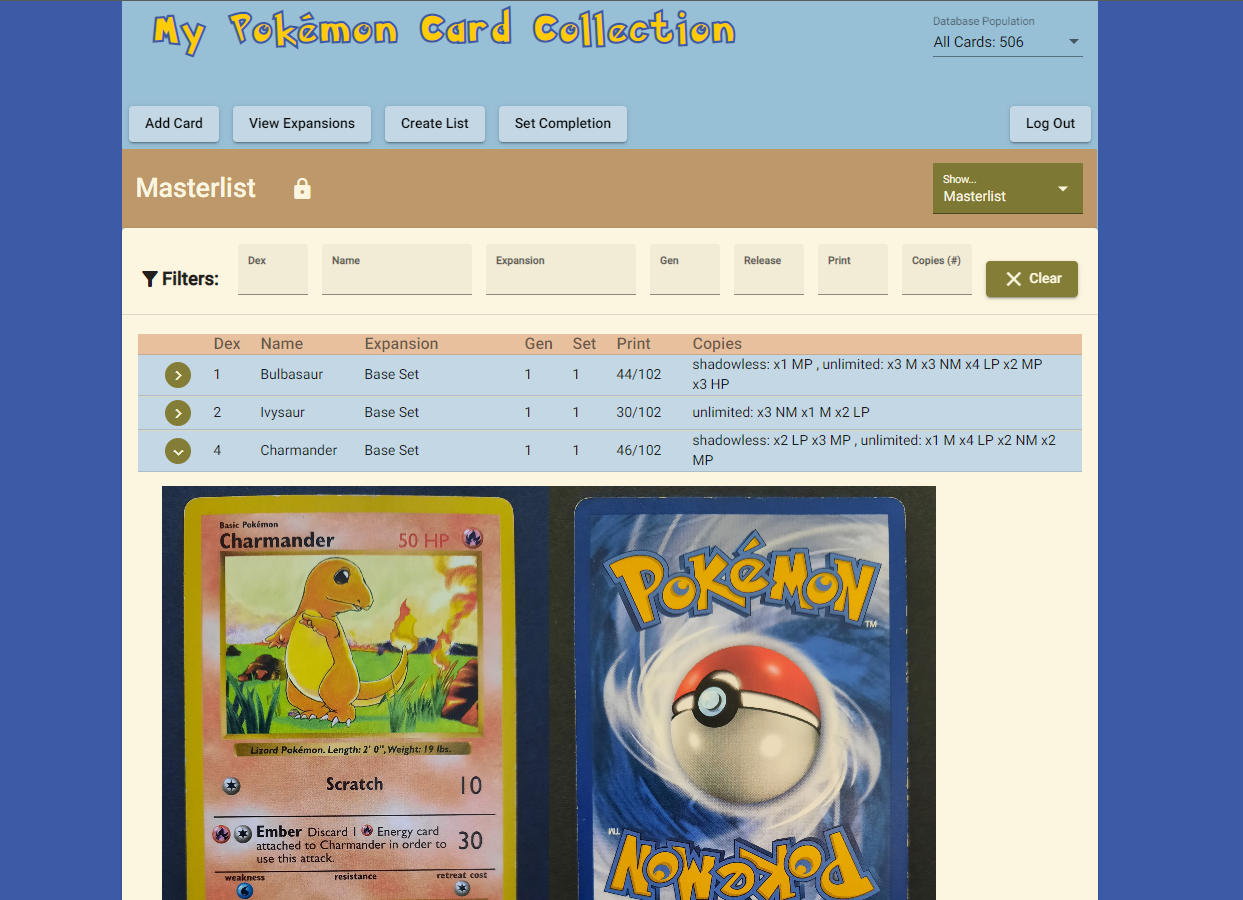 My Pokémon Card Collection
Database Population
All Cards: 506
Add Card
View Expansions
Create List
Set Completion
Log Out
Masterlist
Show...
Masterlist
Filters:
Dex
Name
Expansion
Gen
Release
Print
Copies (#)
Clear
Dex Name Expansion Gen Set Print Copies
1 Bulbasaur Base Set 1 1 44/102 shadowless: x1 MP , unlimited: x3 M x3 NM x4 LP x2 MP
x3 HP
2 Ivysaur Base Set 1 1 30/102 unlimited: x3 NM x1 M x2 LP
4 Charmander Base Set 1 1 46/102 shadowless: x2 LP x3 MP , unlimited: x1 M x4 LP x2 NM x2
MP
Basic Pokémon
Charmander 50 HP
Lizard Pokémon. Length: 2' 0", Weight: 19 lbs.
Scratch 10
Ember Discard 1 Energy card
attached to Charmander in order to
use this attack.
30
weakness resistance retreat cost
POKéMON
TM
TM
POKéMON